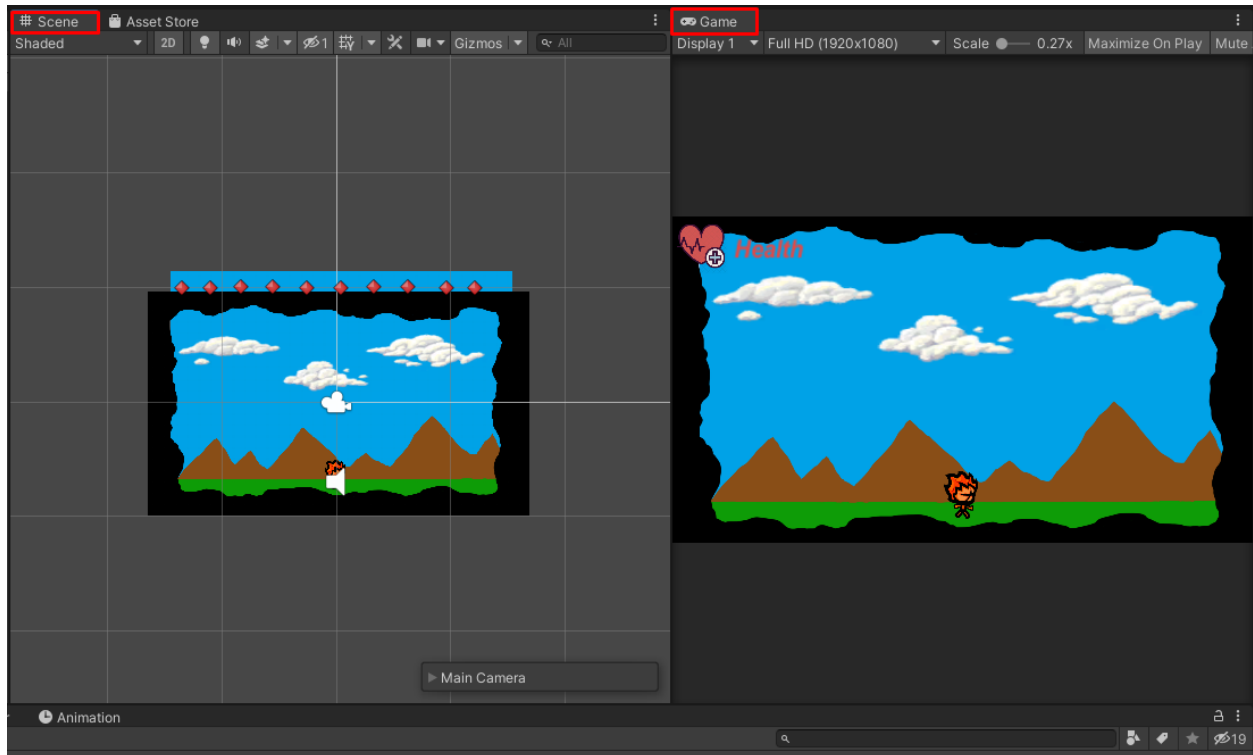 # Scene
Asset Store
Game
Shaded
2D
1
Gizmos
All
Display 1
Full HD (1920x1080)
Scale
0.27x
Maximize On Play
Mute
Health
Main Camera
Animation
19